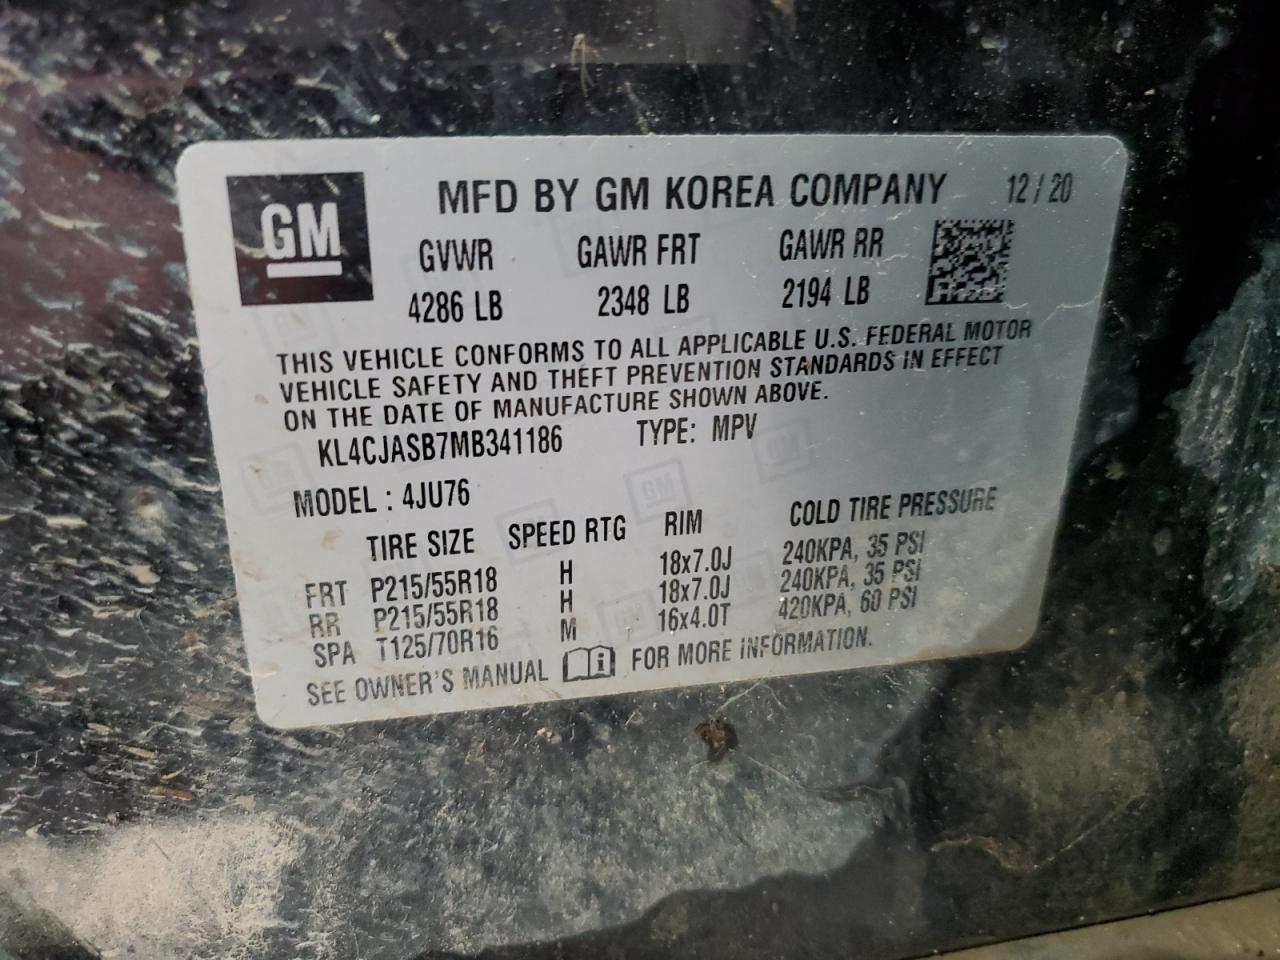 GM
MFD BY GM KOREA COMPANY 12/20
GVWR GAWR FRT GAWR RR
4286 LB 2348 LB 2194 LB
THIS VEHICLE CONFORMS TO ALL APPLICABLE U.S. FEDERAL MOTOR
VEHICLE SAFETY AND THEFT PREVENTION STANDARDS IN EFFECT
ON THE DATE OF MANUFACTURE SHOWN ABOVE.
KL4CJASB7MB341186 TYPE: MPV
MODEL : 4JU76
TIRE SIZE SPEED RTG RIM COLD TIRE PRESSURE
FRT P215/55R18 H 18x7.0J 240KPA, 35 PSI
RR P215/55R18 H 18x7.0J 240KPA, 35 PSI
SPA T125/70R16 M 16x4.0T 420KPA, 60 PSI
SEE OWNER'S MANUAL FOR MORE INFORMATION.